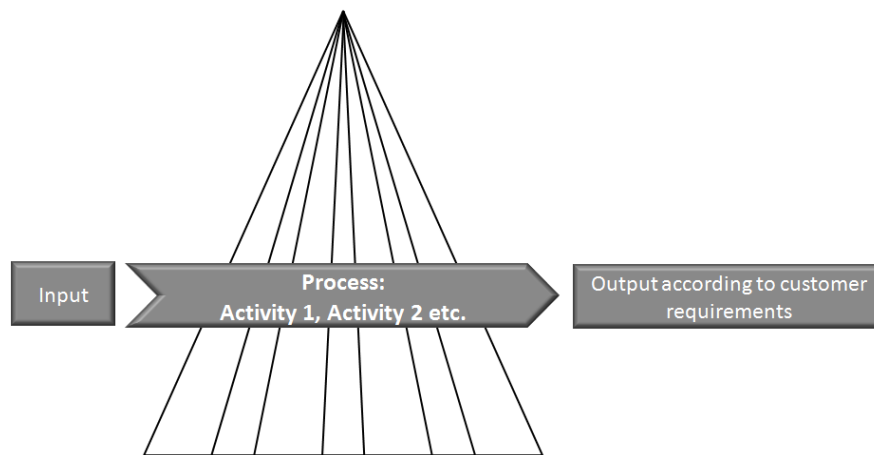 Input
Process:
Activity 1, Activity 2 etc.
Output according to customer
requirements